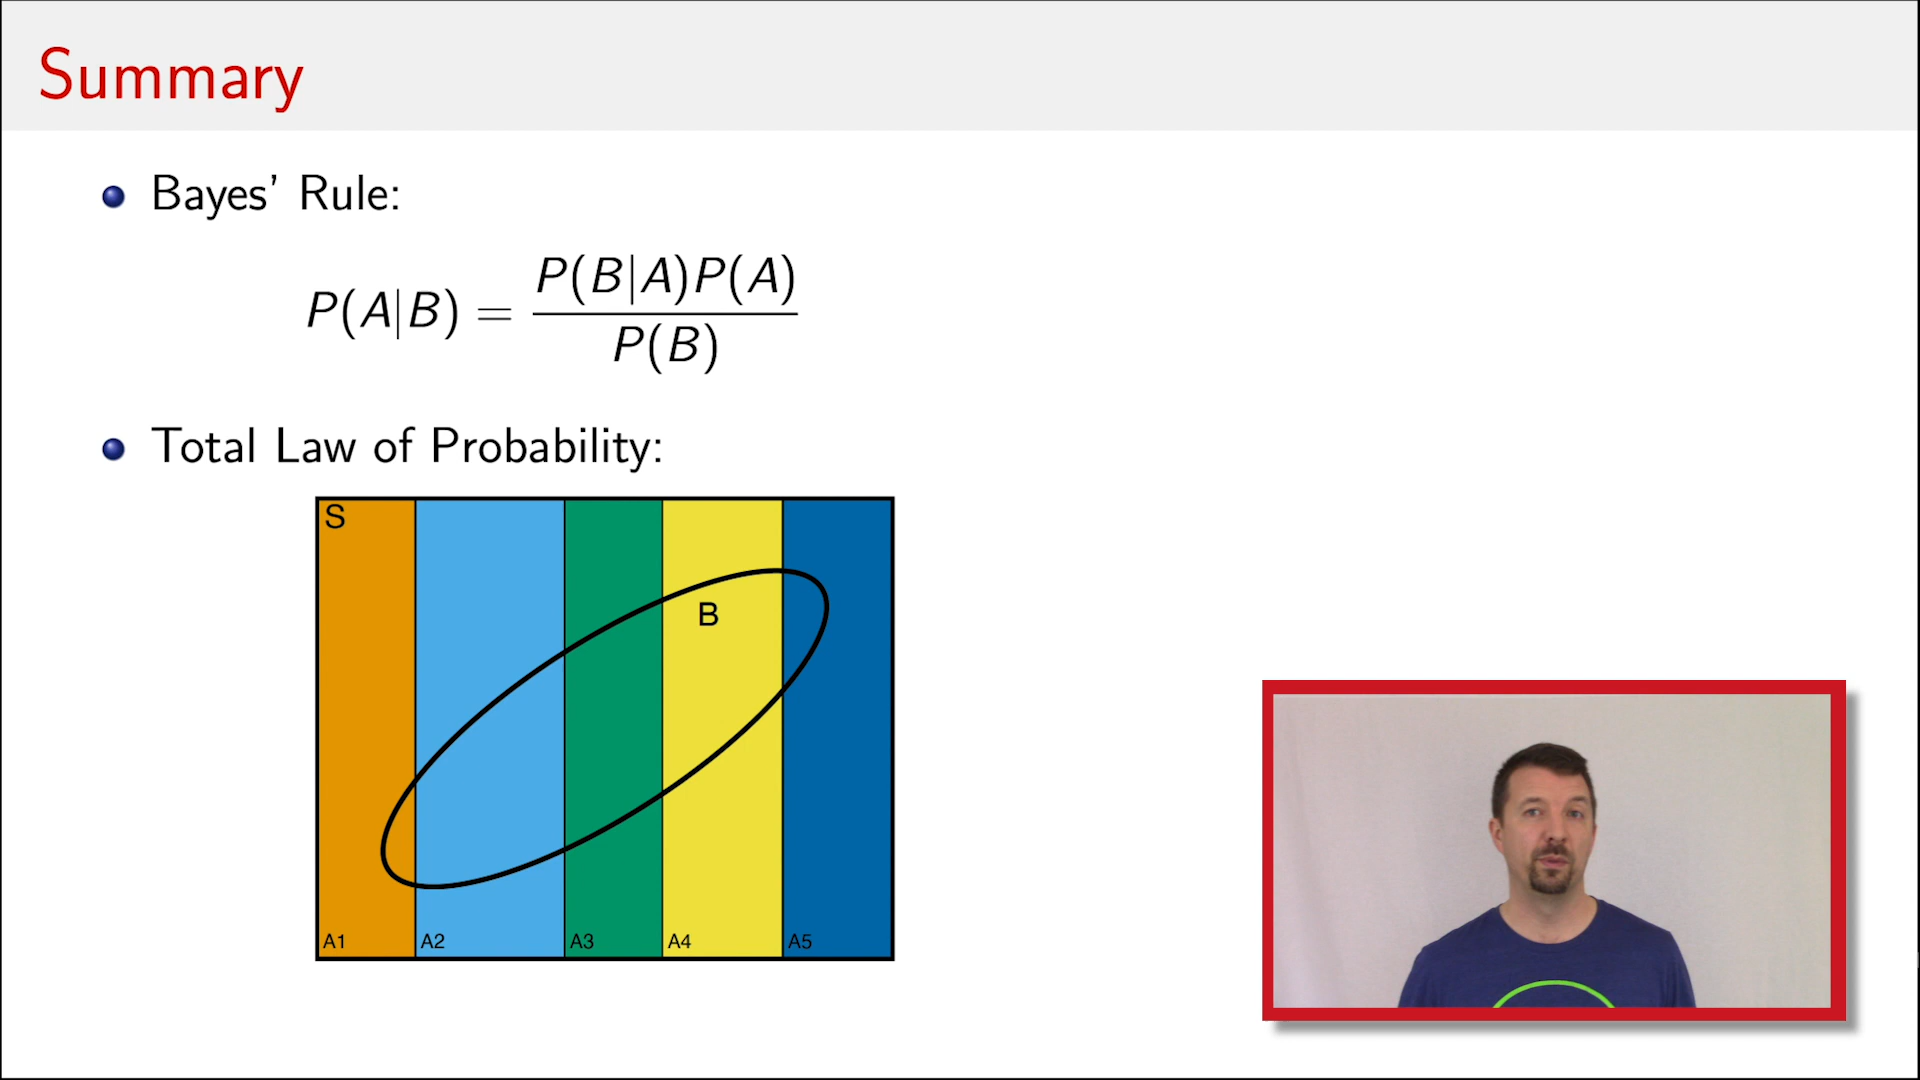 Summary
Bayes' Rule:
P(A|B) = P(B|A)P(A) / P(B)
Total Law of Probability:
S
B
A1 A2 A3 A4 A5